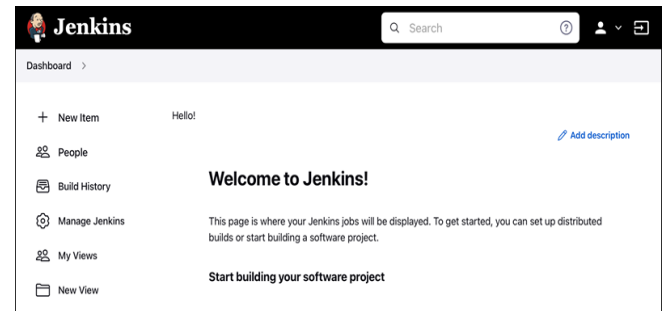 Jenkins
Search
Dashboard
New Item
Hello!
Add description
People
Welcome to Jenkins!
Build History
This page is where your Jenkins jobs will be displayed. To get started, you can set up distributed
builds or start building a software project.
Manage Jenkins
My Views
Start building your software project
New View